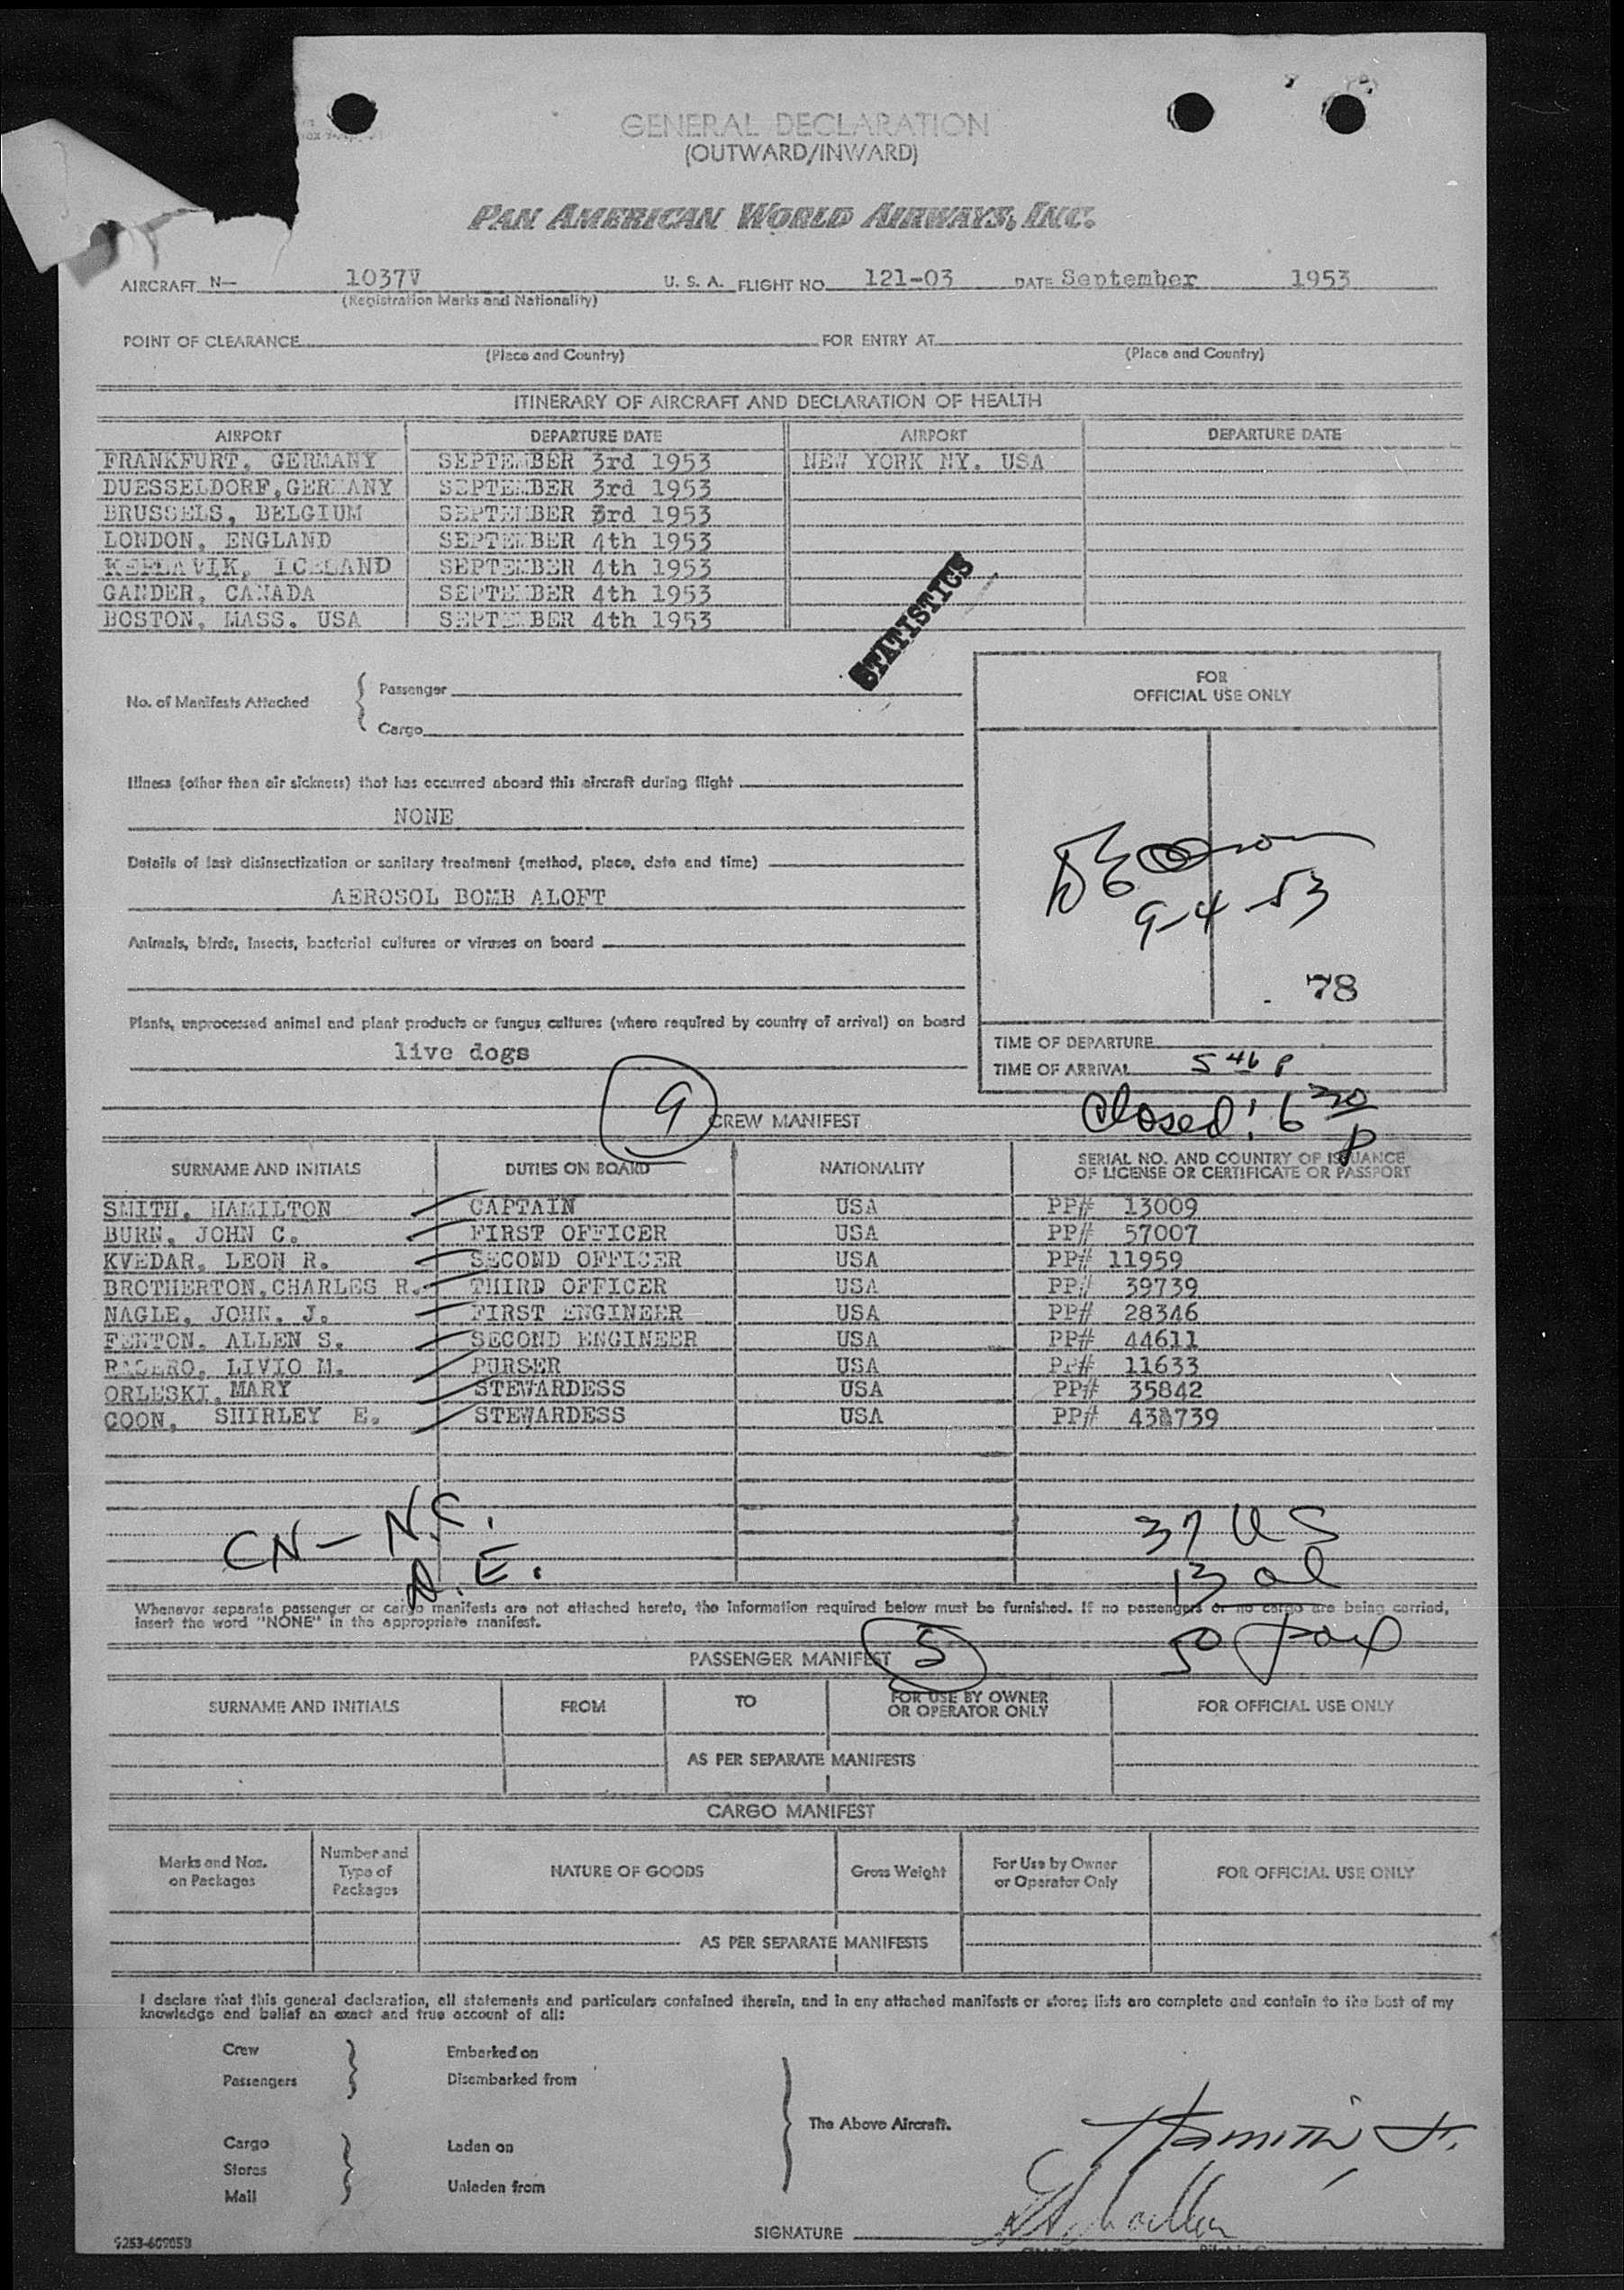 GENERAL DECLARATION
(OUTWARD/INWARD)
PAN AMERICAN WORLD AIRWAYS, INC.
AIRCRAFT N— 1037V U. S. A. FLIGHT NO. 121-03 DATE September 1953
(Registration Marks and Nationality)
POINT OF CLEARANCE FOR ENTRY AT
(Place and Country) (Place and Country)
ITINERARY OF AIRCRAFT AND DECLARATION OF HEALTH
AIRPORT DEPARTURE DATE AIRPORT DEPARTURE DATE
FRANKFURT, GERMANY SEPTEMBER 3rd 1953 NEW YORK NY. USA
DUESSELDORF, GERMANY SEPTEMBER 3rd 1953
BRUSSELS, BELGIUM SEPTEMBER 3rd 1953
LONDON, ENGLAND SEPTEMBER 4th 1953
KEFLAVIK, ICELAND SEPTEMBER 4th 1953
GANDER, CANADA SEPTEMBER 4th 1953
BOSTON, MASS. USA SEPTEMBER 4th 1953
STATISTICS
FOR
OFFICIAL USE ONLY
No. of Manifests Attached
Passenger
Cargo
Illness (other than air sickness) that has occurred aboard this aircraft during flight
NONE
Details of last disinsectization or sanitary treatment (method, place, date and time)
AEROSOL BOMB ALOFT
9-4-53
Animals, birds, insects, bacterial cultures or viruses on board
78
Plants, unprocessed animal and plant products or fungus cultures (where required by country of arrival) on board
live dogs
TIME OF DEPARTURE
TIME OF ARRIVAL 5 46 P
Closed! 6 30 P
9
CREW MANIFEST
SURNAME AND INITIALS DUTIES ON BOARD NATIONALITY SERIAL NO. AND COUNTRY OF ISSUANCE
OF LICENSE OR CERTIFICATE OR PASSPORT
SMITH, HAMILTON CAPTAIN USA PP# 13009
BURN, JOHN C. FIRST OFFICER USA PP# 57007
KVEDAR, LEON R. SECOND OFFICER USA PP# 11959
BROTHERTON, CHARLES R. THIRD OFFICER USA PP# 39739
NAGLE, JOHN. J. FIRST ENGINEER USA PP# 28346
FENTON, ALLEN S. SECOND ENGINEER USA PP# 44611
LIVIO M. PURSER USA PP# 11633
ORLESKI, MARY STEWARDESS USA PP# 35842
COON, SHIRLEY E. STEWARDESS USA PP#
CN - N.C.
N.E.
37 US
13 al
50 pax
Whenever separate passenger or cargo manifests are not attached hereto, the information required below must be furnished. If no passengers or no cargo are being carried,
insert the word "NONE" in the appropriate manifest.
PASSENGER MANIFEST 5
SURNAME AND INITIALS FROM TO FOR USE BY OWNER
OR OPERATOR ONLY FOR OFFICIAL USE ONLY
AS PER SEPARATE MANIFESTS
CARGO MANIFEST
Marks and Nos.
on Packages
Number and
Type of
Packages
NATURE OF GOODS Gross Weight
For Use by Owner
or Operator Only
FOR OFFICIAL USE ONLY
AS PER SEPARATE MANIFESTS
I declare that this general declaration, all statements and particulars contained therein, and in any attached manifests or stores lists are complete and contain to the best of my
knowledge and belief an exact and true account of all:
Crew Embarked on
Passengers Disembarked from
The Above Aircraft.
Cargo Laden on
Stores
Mail Unladen from
SIGNATURE